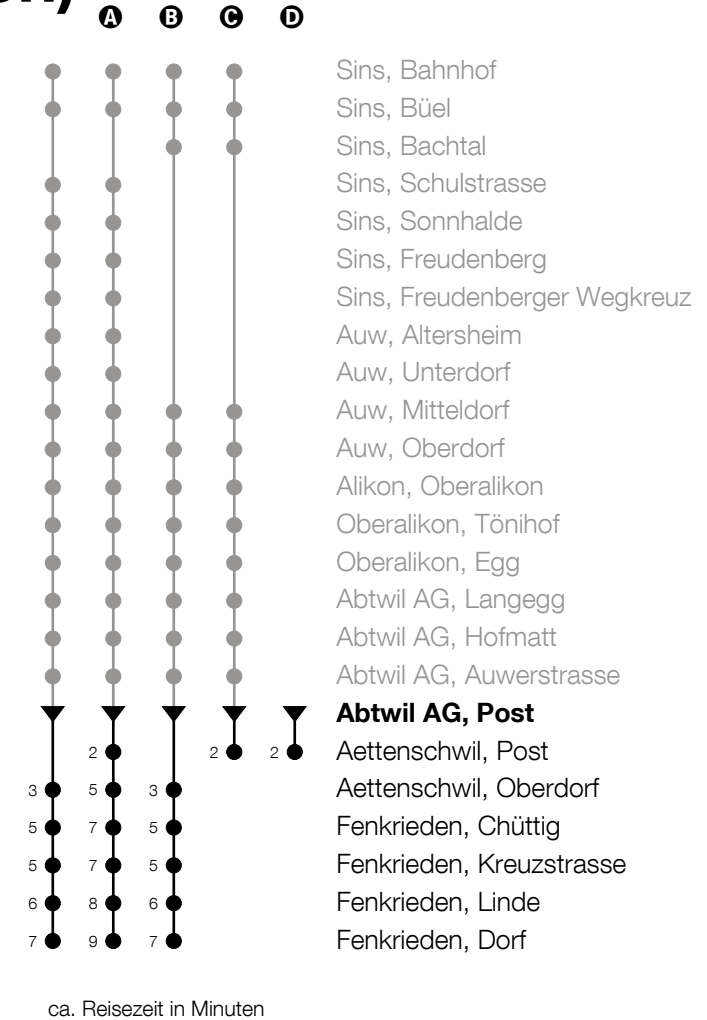 A B C D
Sins, Bahnhof
Sins, Büel
Sins, Bachtal
Sins, Schulstrasse
Sins, Sonnhalde
Sins, Freudenberg
Sins, Freudenberger Wegkreuz
Auw, Altersheim
Auw, Unterdorf
Auw, Mitteldorf
Auw, Oberdorf
Alikon, Oberalikon
Oberalikon, Tönihof
Oberalikon, Egg
Abtwil AG, Langegg
Abtwil AG, Hofmatt
Abtwil AG, Auwerstrasse
Abtwil AG, Post
2 2 2 Aettenschwil, Post
3 5 3 Aettenschwil, Oberdorf
5 7 5 Fenkrieden, Chüttig
5 7 5 Fenkrieden, Kreuzstrasse
6 8 6 Fenkrieden, Linde
7 9 7 Fenkrieden, Dorf
ca. Reisezeit in Minuten